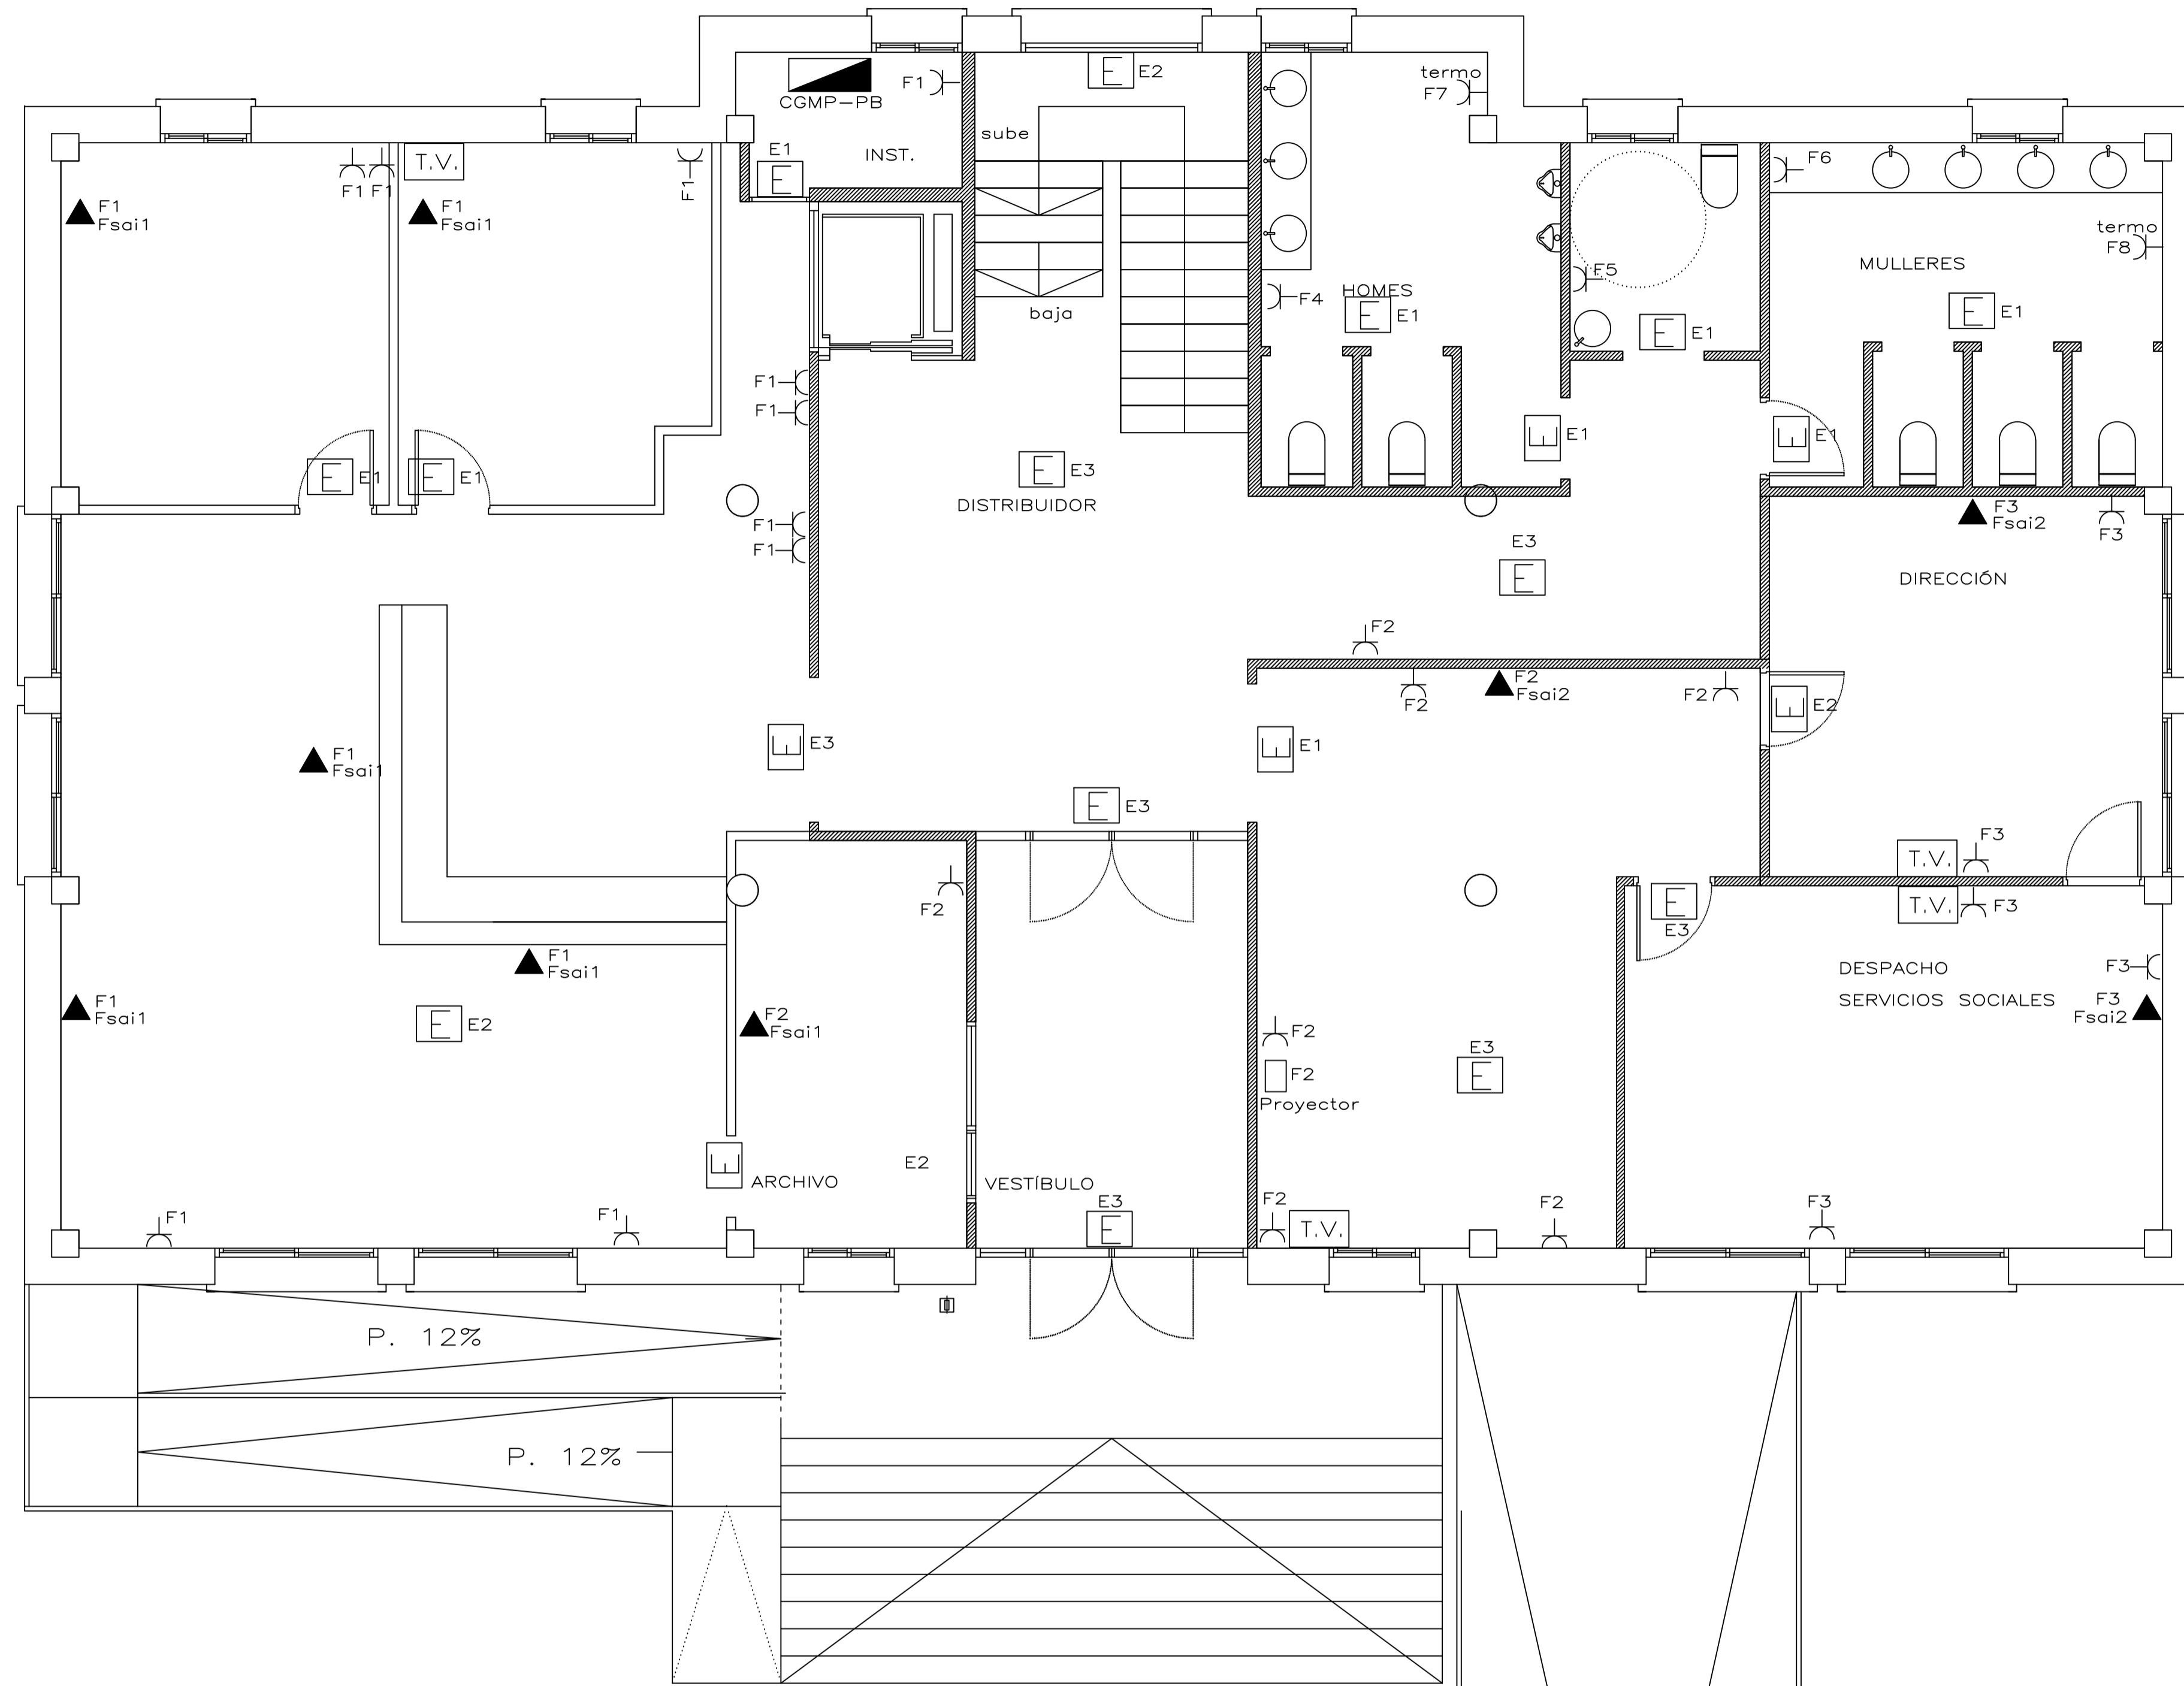 E E2
termo
F7
F1
CGMP-PB
sube
E1
E
INST.
T.V.
F1 F1
F1
F6
F1
Fsai1
F1
Fsai1
termo
F8
MULLERES
F5
HOMES
F4
E E1
E E1
E E1
baja
F1
F1
E E1
E E1
E E1
E E1
E E3
DISTRIBUIDOR
F1
F1
F3
Fsai2
F3
E3
E
DIRECCIÓN
F2
F2
Fsai2
F2
F2
E E2
E E3
E E1
F1
Fsai1
E E3
F3
T.V.
T.V. F3
F2
E
E3
F1
Fsai1
DESPACHO
SERVICIOS SOCIALES
F3
F3
Fsai2
F1
Fsai1
E E2
F2
Fsai1
F2
F2
Proyector
E3
E
E2
E
ARCHIVO
VESTÍBULO
E3
E
F1
F1
F2
T.V.
F2
F3
P. 12%
P. 12%